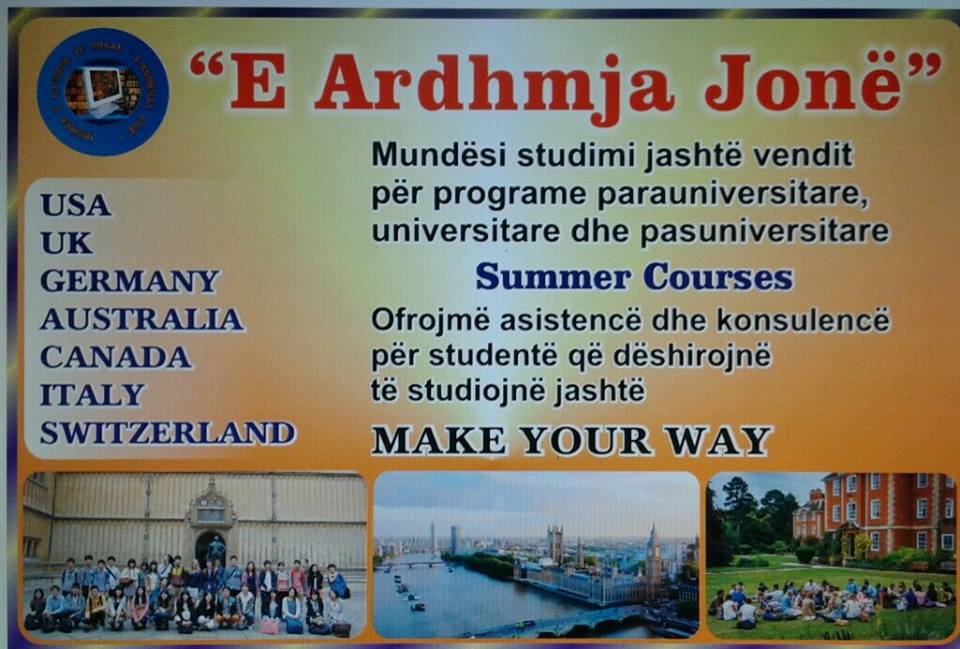 “E Ardhmja Jonë”
Mundësi studimi jashtë vendit
për programe parauniversitare,
universitare dhe pasuniversitare
Summer Courses
Ofrojmë asistencë dhe konsulencë
për studentë që dëshirojnë
të studiojnë jashtë
MAKE YOUR WAY
USA
UK
GERMANY
AUSTRALIA
CANADA
ITALY
SWITZERLAND